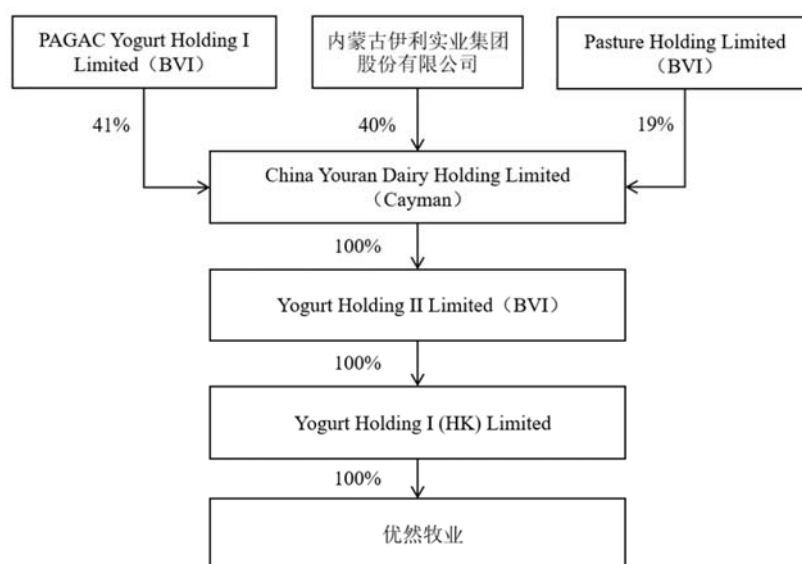 PAGAC Yogurt Holding I
Limited（BVI）
内蒙古伊利实业集团
股份有限公司
Pasture Holding Limited
（BVI）
41%
40%
19%
China Youran Dairy Holding Limited
（Cayman）
100%
Yogurt Holding II Limited（BVI）
100%
Yogurt Holding I (HK) Limited
100%
优然牧业